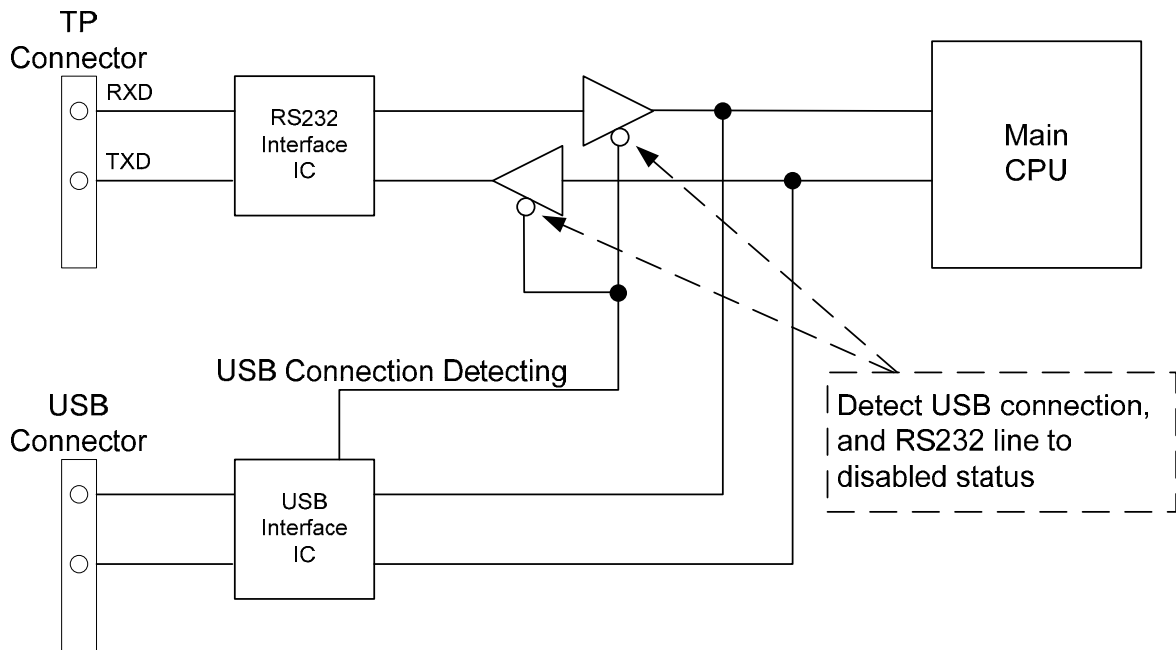 TP
Connector
RXD
TXD
RS232
Interface
IC
Main
CPU
USB Connection Detecting
USB
Connector
USB
Interface
IC
Detect USB connection,
and RS232 line to
disabled status